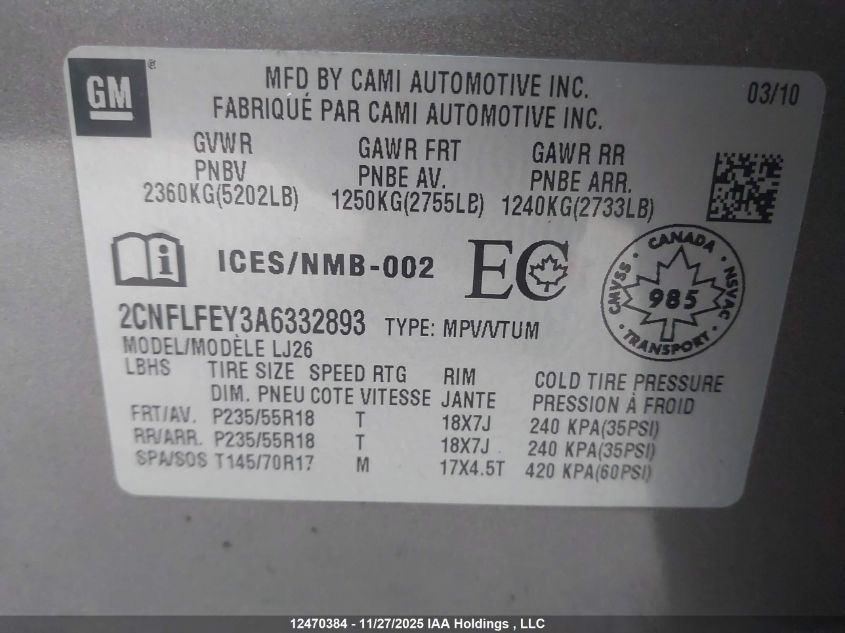 GM ®
MFD BY CAMI AUTOMOTIVE INC.
FABRIQUÉ PAR CAMI AUTOMOTIVE INC.
03/10
GVWR GAWR FRT GAWR RR
PNBV PNBE AV. PNBE ARR.
2360KG(5202LB) 1250KG(2755LB) 1240KG(2733LB)
i ICES/NMB-002 EC
CANADA
CMVSS 985 NSVAC
TRANSPORT
2CNFLFEY3A6332893 TYPE: MPV/VTUM
MODEL/MODÈLE LJ26
LBHS TIRE SIZE SPEED RTG RIM COLD TIRE PRESSURE
DIM. PNEU COTE VITESSE JANTE PRESSION À FROID
FRT/AV. P235/55R18 T 18X7J 240 KPA(35PSI)
RR/ARR. P235/55R18 T 18X7J 240 KPA(35PSI)
SPA/SOS T145/70R17 M 17X4.5T 420 KPA(60PSI)
12470384 - 11/27/2025 IAA Holdings , LLC